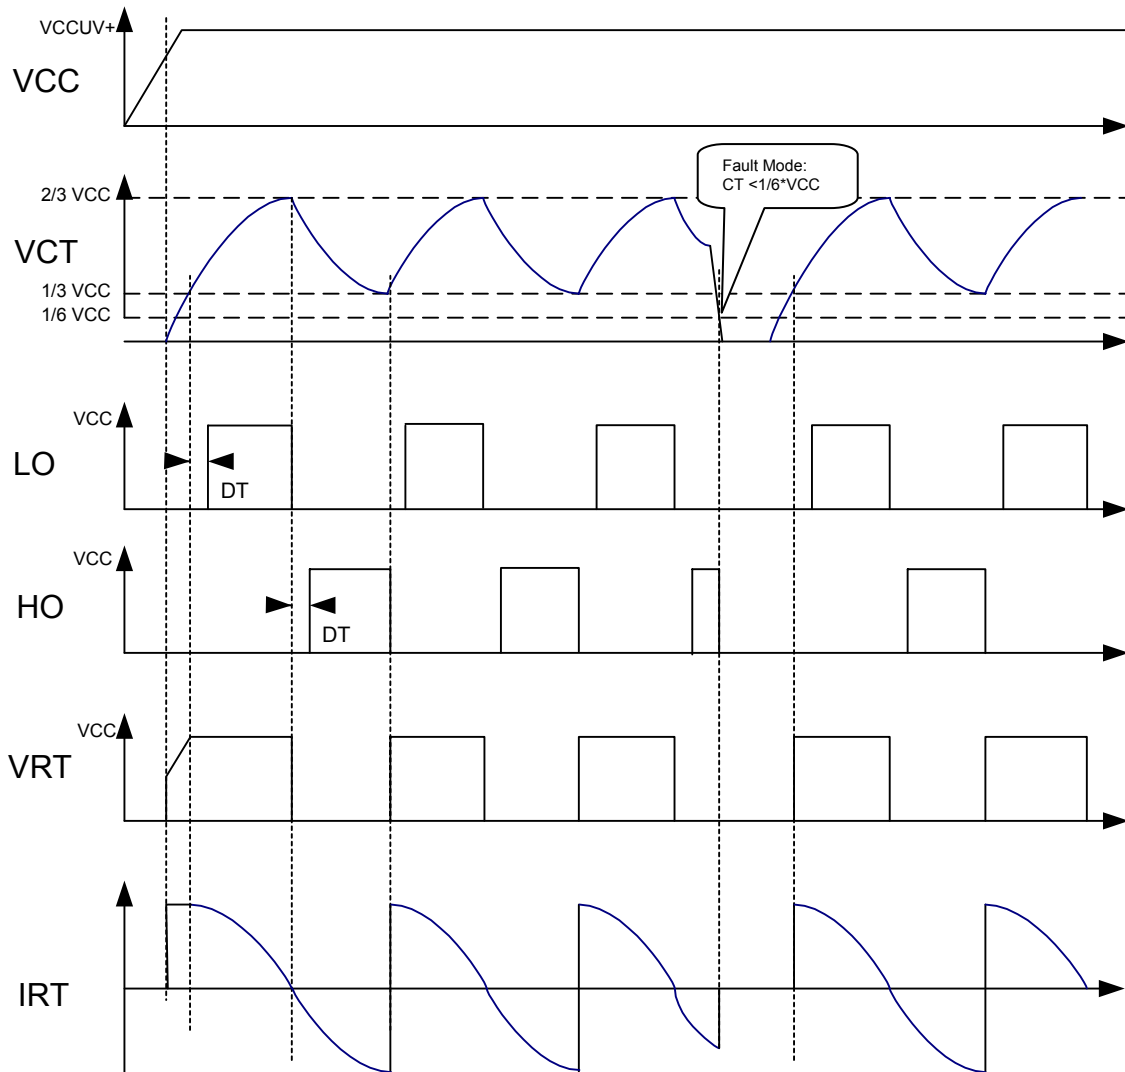 VCCUV+
VCC
Fault Mode:
CT <1/6*VCC
2/3 VCC
VCT
1/3 VCC
1/6 VCC
VCC
LO
DT
VCC
HO
DT
VCC
VRT
IRT